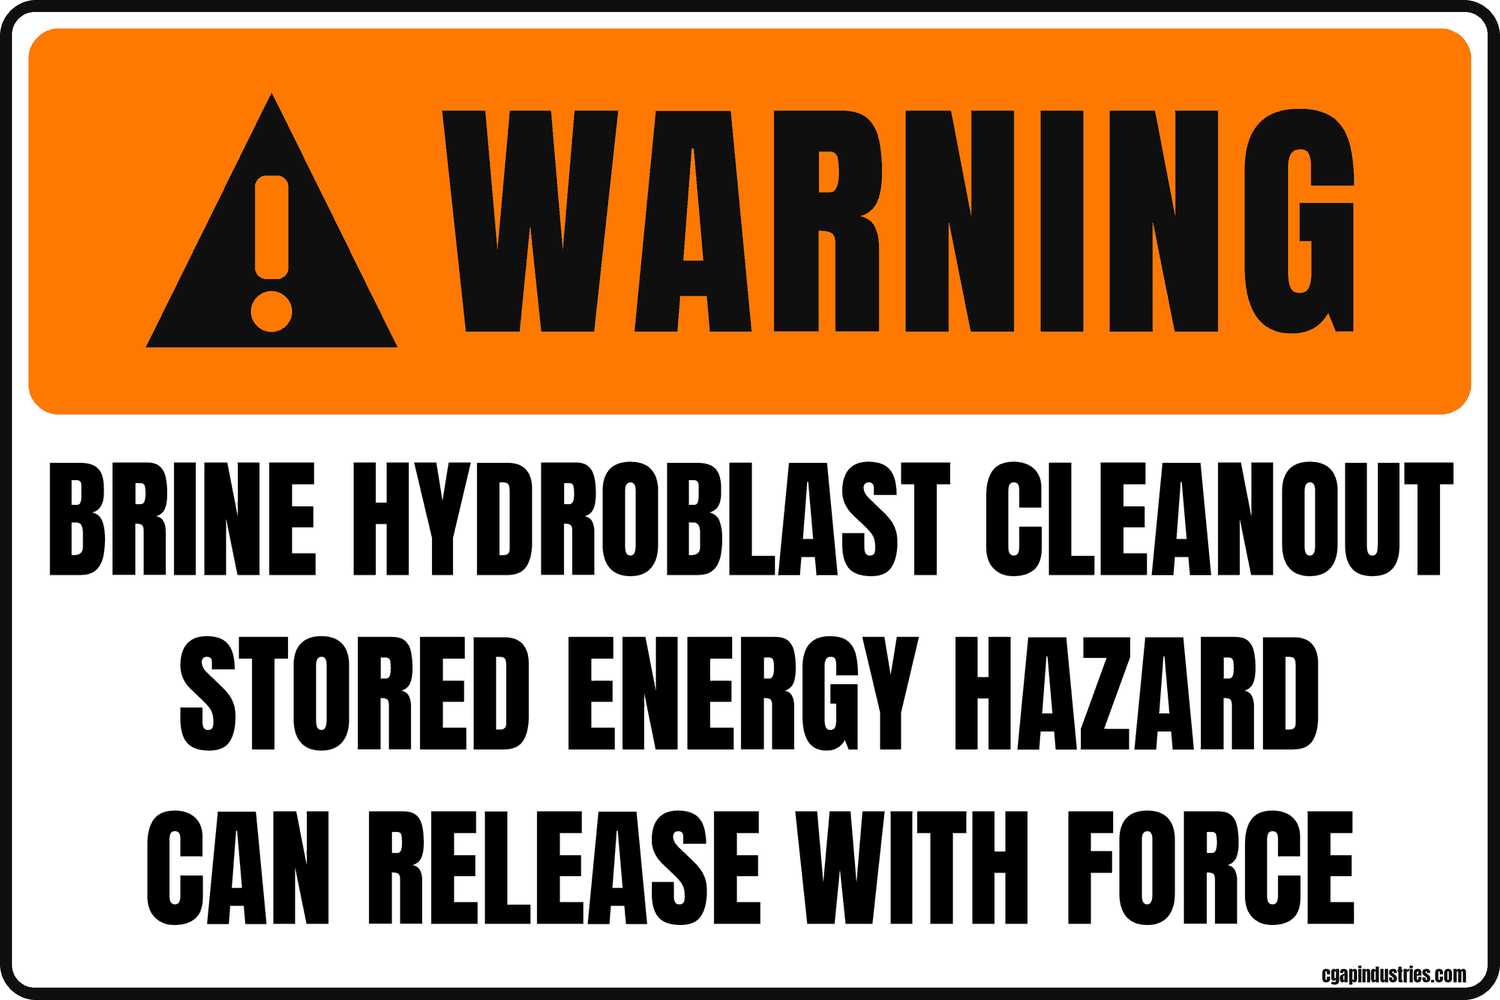 WARNING
BRINE HYDROBLAST CLEANOUT
STORED ENERGY HAZARD
CAN RELEASE WITH FORCE
cgapindustries.com